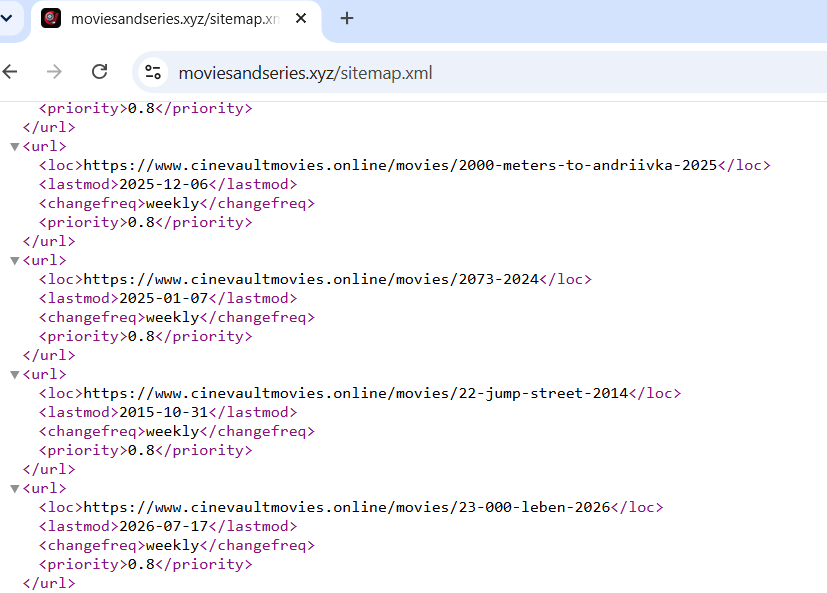 moviesandseries.xyz/sitemap.xm
moviesandseries.xyz/sitemap.xml
<priority>0.8</priority>
</url>
<url>
<loc>https://www.cinevaultmovies.online/movies/2000-meters-to-andriivka-2025</loc>
<lastmod>2025-12-06</lastmod>
<changefreq>weekly</changefreq>
<priority>0.8</priority>
</url>
<url>
<loc>https://www.cinevaultmovies.online/movies/2073-2024</loc>
<lastmod>2025-01-07</lastmod>
<changefreq>weekly</changefreq>
<priority>0.8</priority>
</url>
<url>
<loc>https://www.cinevaultmovies.online/movies/22-jump-street-2014</loc>
<lastmod>2015-10-31</lastmod>
<changefreq>weekly</changefreq>
<priority>0.8</priority>
</url>
<url>
<loc>https://www.cinevaultmovies.online/movies/23-000-leben-2026</loc>
<lastmod>2026-07-17</lastmod>
<changefreq>weekly</changefreq>
<priority>0.8</priority>
</url>